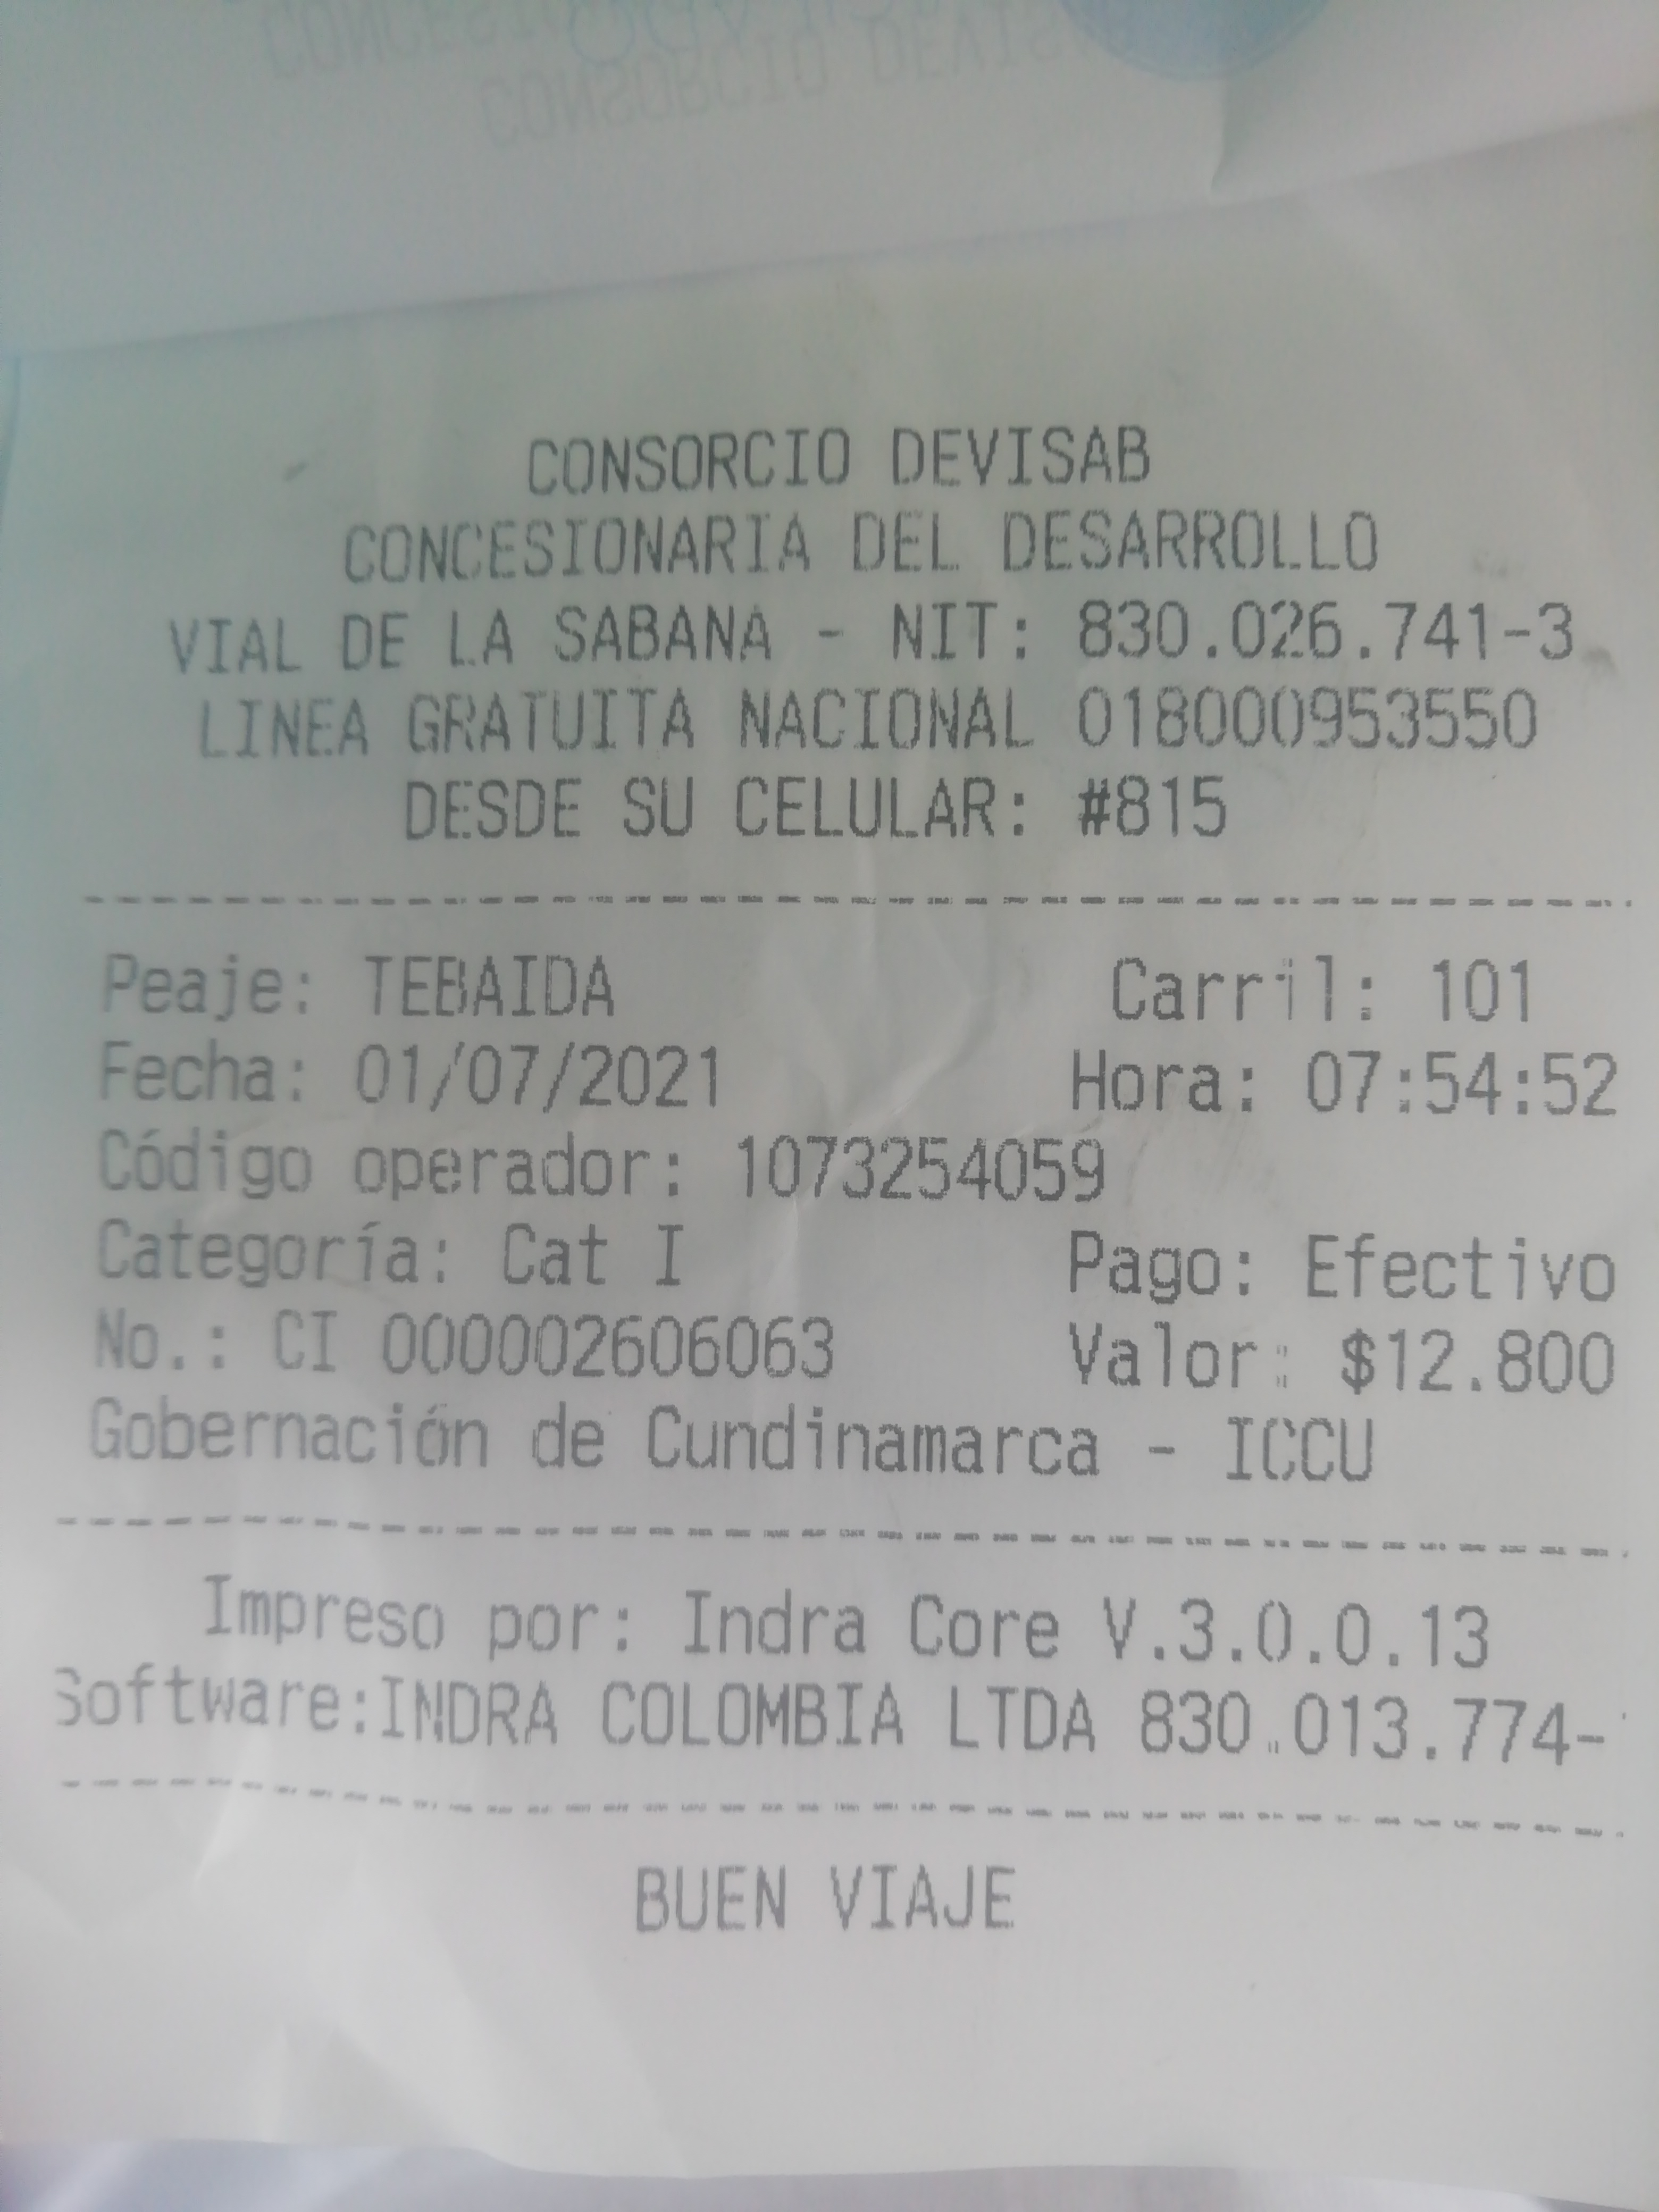 CONSORCIO DEVISAB
CONCESIONARIA DEL DESARROLLO
VIAL DE LA SABANA - NIT: 830.026.741-3
LINEA GRATUITA NACIONAL 018000953550
DESDE SU CELULAR: #815
Peaje: TEBAIDA Carril: 101
Fecha: 01/07/2021 Hora: 07:54:52
Código operador: 1073254059
Categoría: Cat I Pago: Efectivo
No.: CI 000002606063 Valor: $12.800
Gobernación de Cundinamarca - ICCU
Impreso por: Indra Core V.3.0.0.13
Software:INDRA COLOMBIA LTDA 830.013.774-
BUEN VIAJE